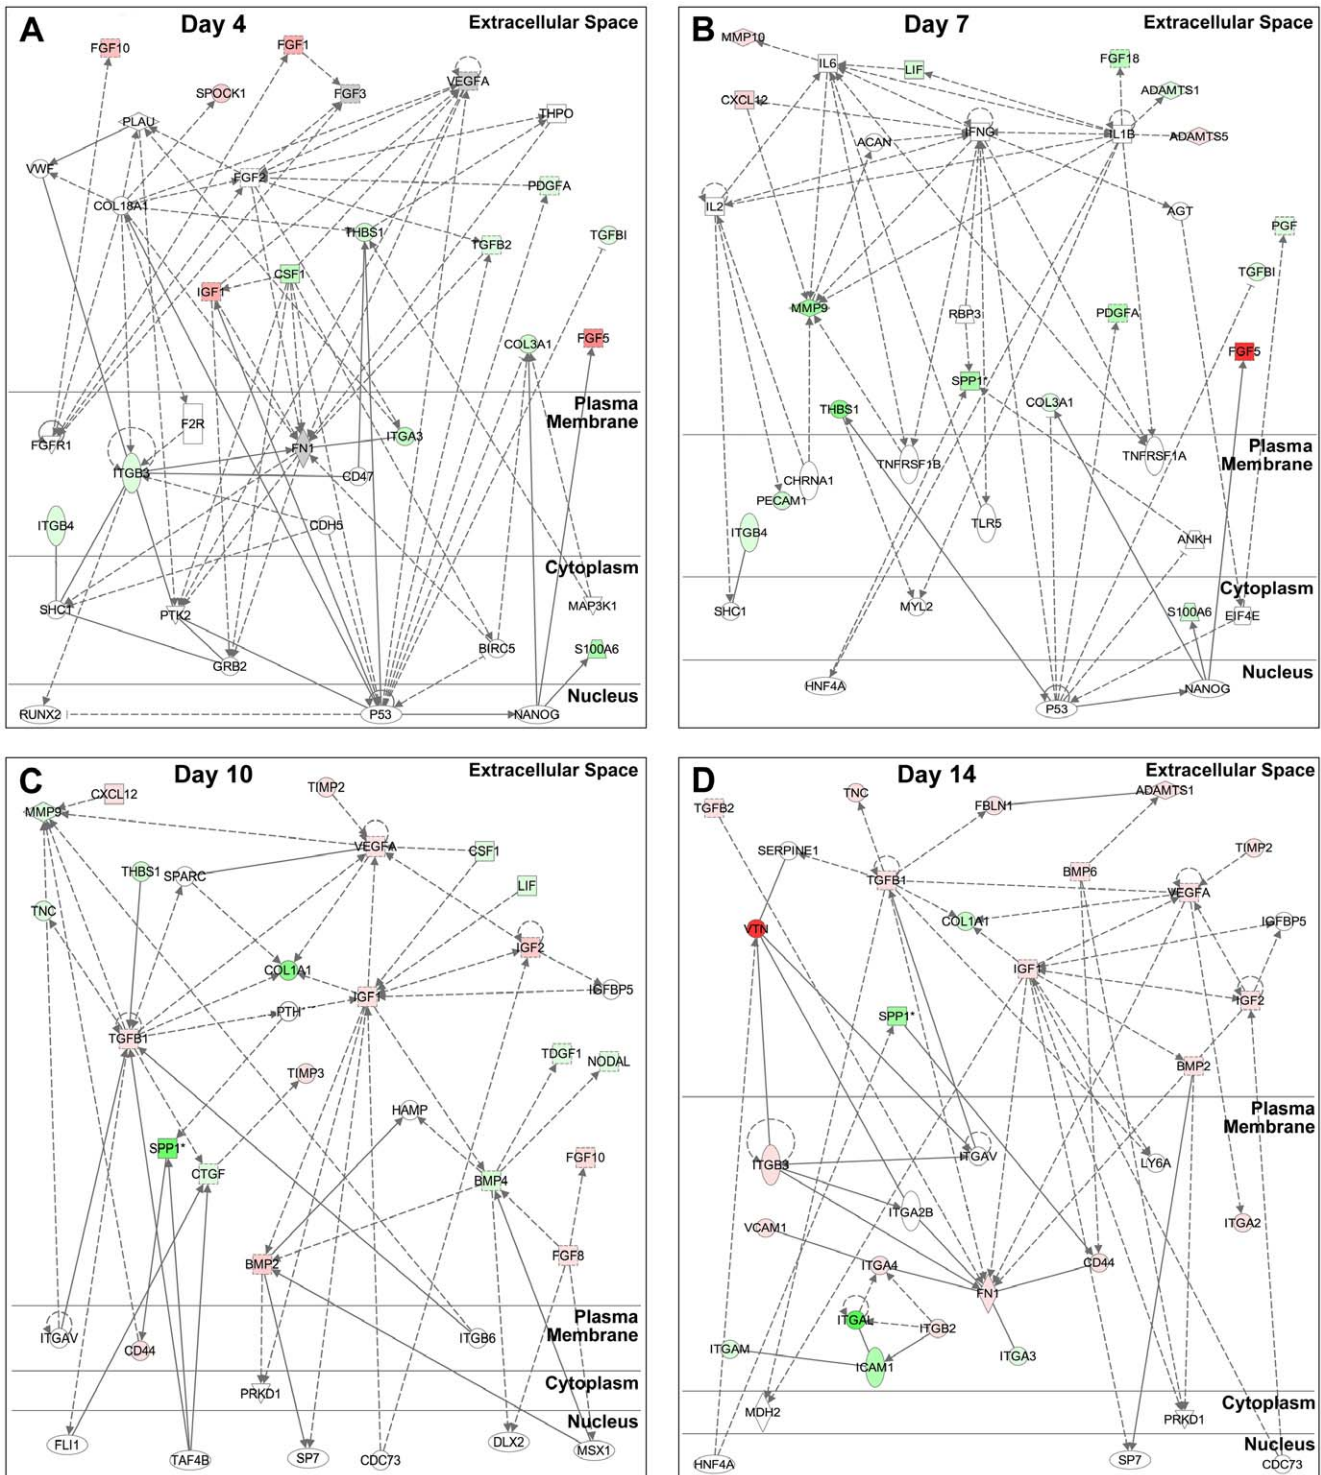 A
Day 4
Extracellular Space
FGF10
FGF1
SPOCK1
FGF3
VEGFA
THPO
PLAU
VWF
FGF2
PDGFA
COL18A1
THBS1
TGFB2
TGFBI
CSF1
IGF1
COL3A1
FGF5
Plasma
Membrane
F2R
FGFR1
FN1
ITGA3
ITGB3
CD47
ITGB4
CDH5
Cytoplasm
SHC1
PTK2
MAP3K1
GRB2
BIRC5
S100A6
Nucleus
RUNX2
P53
NANOG
B
Day 7
Extracellular Space
MMP10
IL6
LIF
FGF18
CXCL12
ADAMTS1
ACAN
IFNG
IL1B
ADAMTS5
IL2
AGT
PGF
TGFBI
MMP9
RBP3
PDGFA
FGF5
SPP1*
THBS1
COL3A1
Plasma
Membrane
TNFRSF1B
TNFRSF1A
CHRNA1
PECAM1
ITGB4
TLR5
ANKH
Cytoplasm
SHC1
MYL2
S100A6
EIF4E
Nucleus
HNF4A
NANOG
P53
C
Day 10
Extracellular Space
CXCL12
TIMP2
MMP9
VEGFA
CSF1
THBS1
SPARC
LIF
TNC
IGF2
COL1A1
IGF1
IGFBP5
PTH
TGFB1
TDGF1
NODAL
TIMP3
HAMP
SPP1*
CTGF
FGF10
BMP4
BMP2
FGF8
Plasma
Membrane
ITGAV
CD44
ITGB6
Cytoplasm
PRKD1
Nucleus
FLI1
TAF4B
SP7
CDC73
DLX2
MSX1
D
Day 14
Extracellular Space
TGFB2
TNC
FBLN1
ADAMTS1
SERPINE1
TIMP2
TGFB1
BMP6
VEGFA
VTN
COL1A1
IGFBP5
IGF1
IGF2
SPP1*
BMP2
Plasma
Membrane
ITGB3
ITGAV
LY6A
ITGA2B
VCAM1
ITGA2
ITGA4
CD44
FN1
ITGAL
ITGB2
ITGAM
ICAM1
ITGA3
Cytoplasm
MDH2
PRKD1
Nucleus
HNF4A
SP7
CDC73